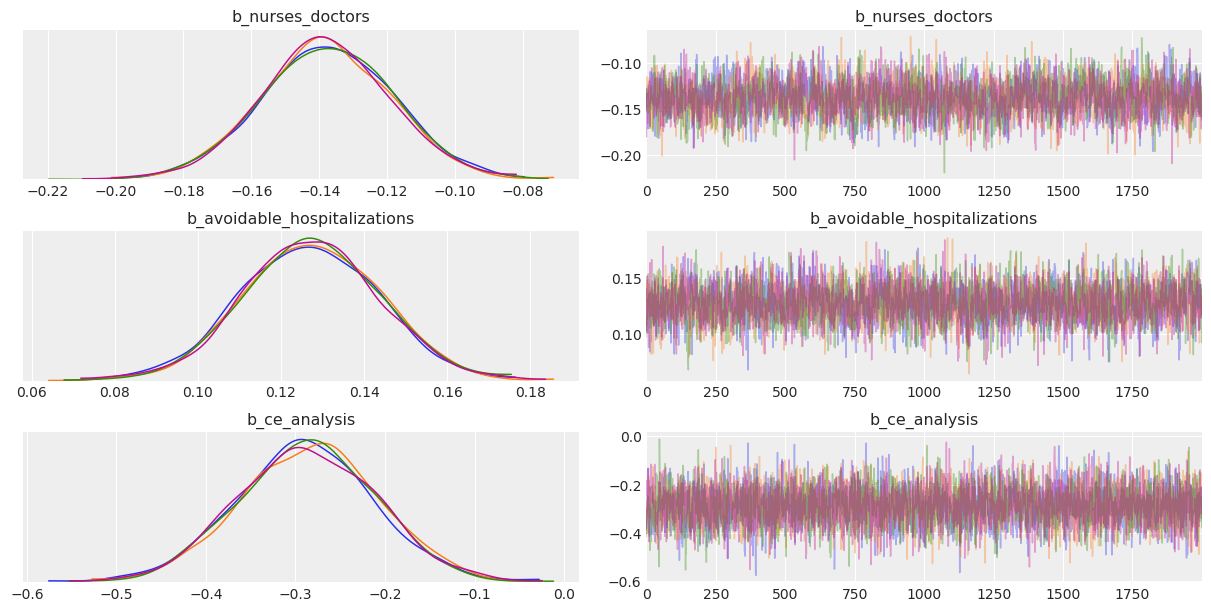 b_nurses_doctors
b_nurses_doctors
−0.10
−0.15
−0.20
−0.22 −0.20 −0.18 −0.16 −0.14 −0.12 −0.10 −0.08
0 250 500 750 1000 1250 1500 1750
b_avoidable_hospitalizations
b_avoidable_hospitalizations
0.15
0.10
0.06 0.08 0.10 0.12 0.14 0.16 0.18
0 250 500 750 1000 1250 1500 1750
b_ce_analysis
b_ce_analysis
0.0
−0.2
−0.4
−0.6
−0.6 −0.5 −0.4 −0.3 −0.2 −0.1 0.0
0 250 500 750 1000 1250 1500 1750